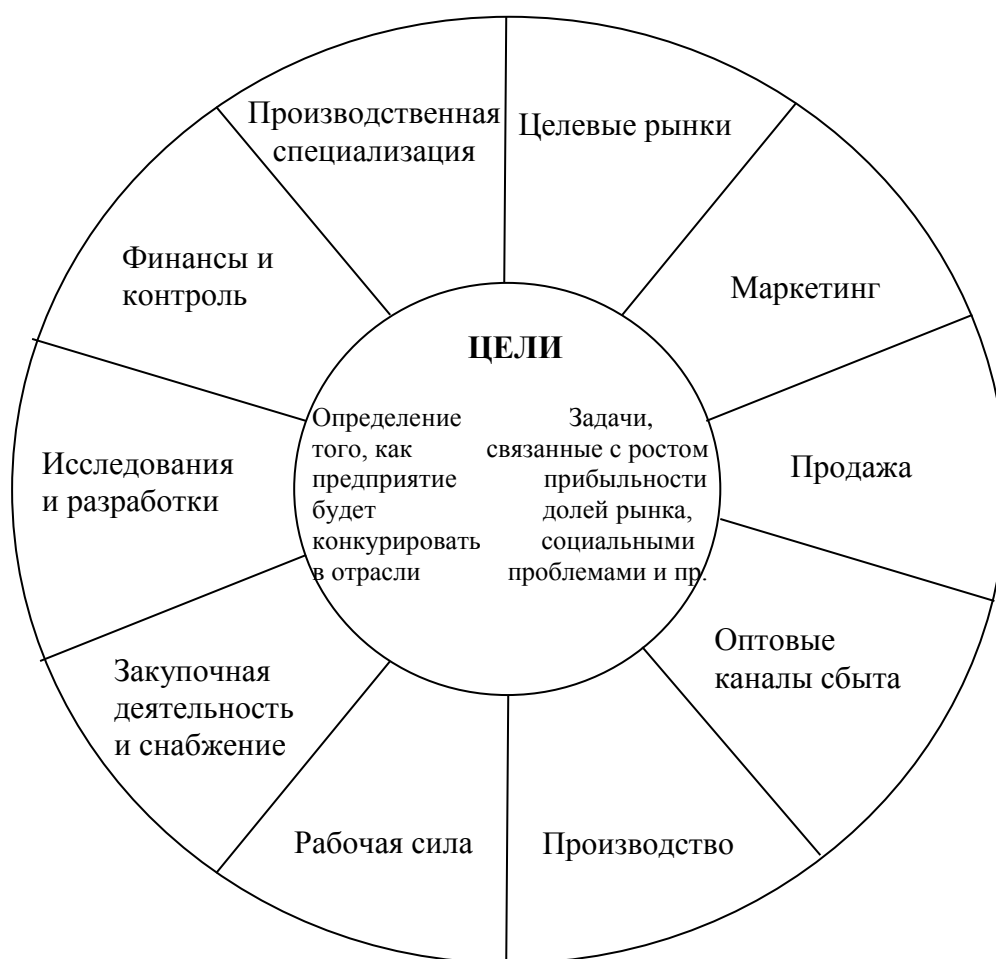 Производственная
специализация
Целевые рынки
Финансы и
контроль
Маркетинг
ЦЕЛИ
Определение
того, как
предприятие
будет
конкурировать
в отрасли
Задачи,
связанные с ростом
прибыльности
долей рынка,
социальными
проблемами и пр.
Исследования
и разработки
Продажа
Закупочная
деятельность
и снабжение
Оптовые
каналы сбыта
Рабочая сила
Производство